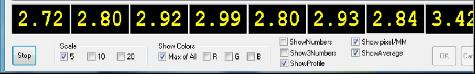 2.72 2.80 2.92 2.99 2.80 2.93 2.84 3.42
Scale Show Colors ShowNumbers Show pixel/MM
Stop 5 10 20 Max of All R G B Show3Numbers ShowAverage OK
ShowProfile